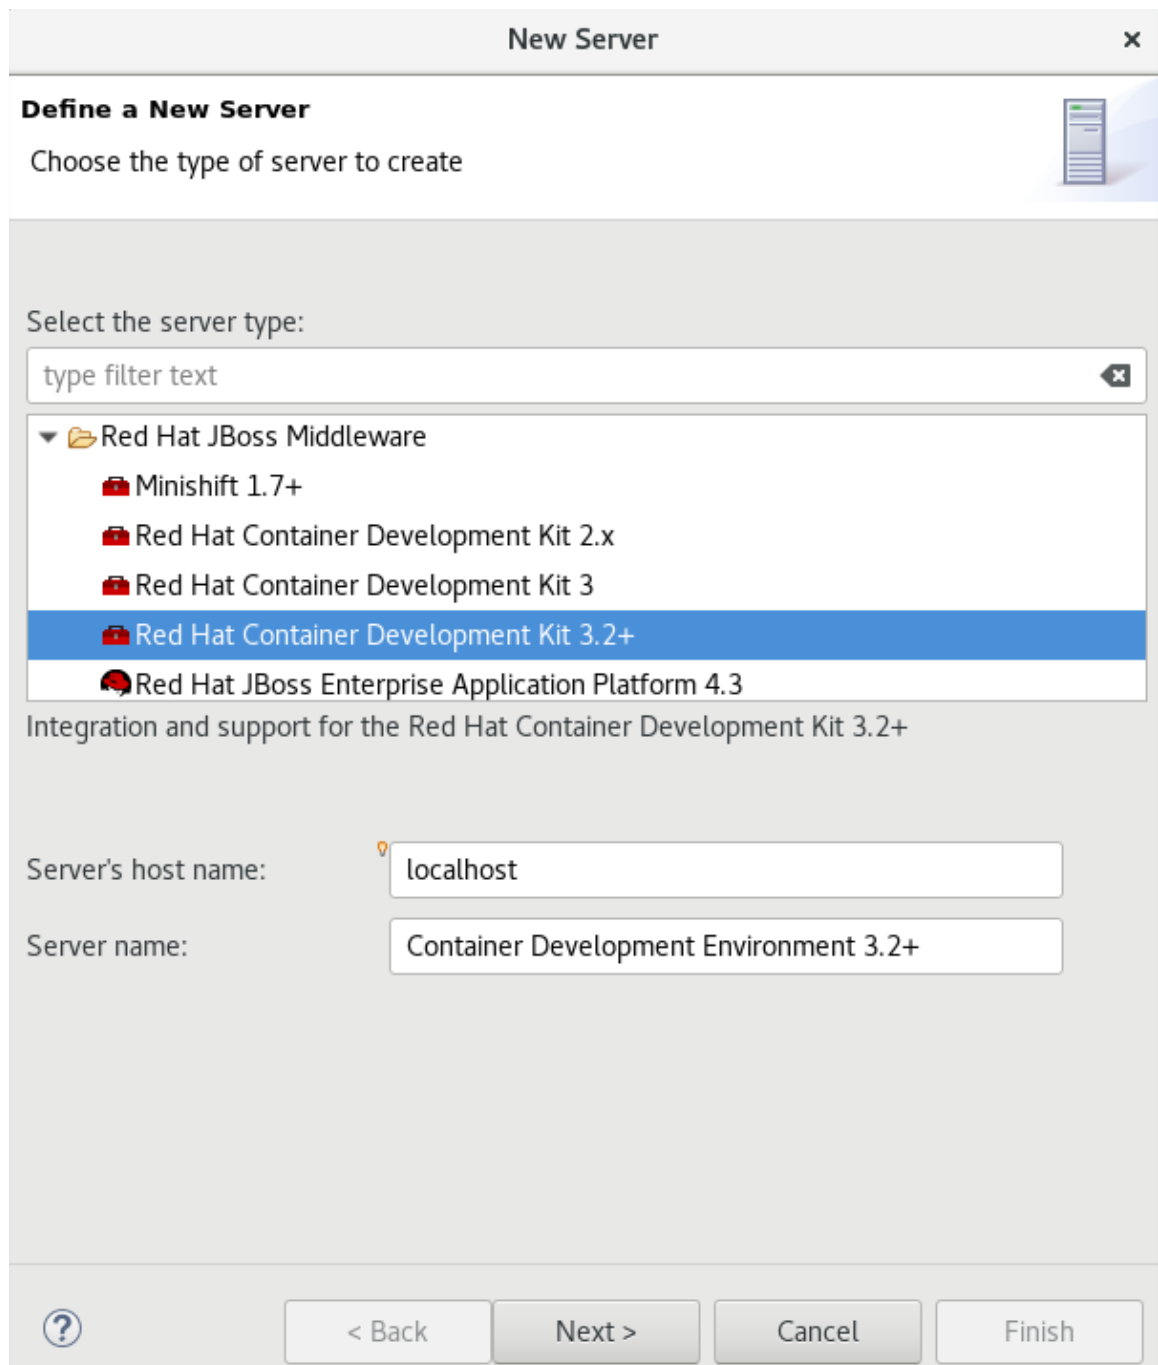 New Server
Define a New Server
Choose the type of server to create
Select the server type:
type filter text
Red Hat JBoss Middleware
Minishift 1.7+
Red Hat Container Development Kit 2.x
Red Hat Container Development Kit 3
Red Hat Container Development Kit 3.2+
Red Hat JBoss Enterprise Application Platform 4.3
Integration and support for the Red Hat Container Development Kit 3.2+
Server's host name: localhost
Server name: Container Development Environment 3.2+
< Back Next > Cancel Finish